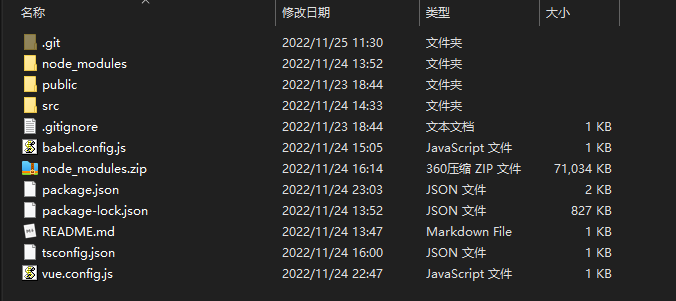 名称 修改日期 类型 大小
.git 2022/11/25 11:30 文件夹
node_modules 2022/11/24 13:52 文件夹
public 2022/11/23 18:44 文件夹
src 2022/11/24 14:33 文件夹
.gitignore 2022/11/23 18:44 文本文档 1 KB
babel.config.js 2022/11/24 15:05 JavaScript 文件 1 KB
node_modules.zip 2022/11/24 16:14 360压缩 ZIP 文件 71,034 KB
package.json 2022/11/24 23:03 JSON 文件 2 KB
package-lock.json 2022/11/24 13:52 JSON 文件 827 KB
README.md 2022/11/24 13:47 Markdown File 1 KB
tsconfig.json 2022/11/24 16:00 JSON 文件 1 KB
vue.config.js 2022/11/24 22:47 JavaScript 文件 1 KB